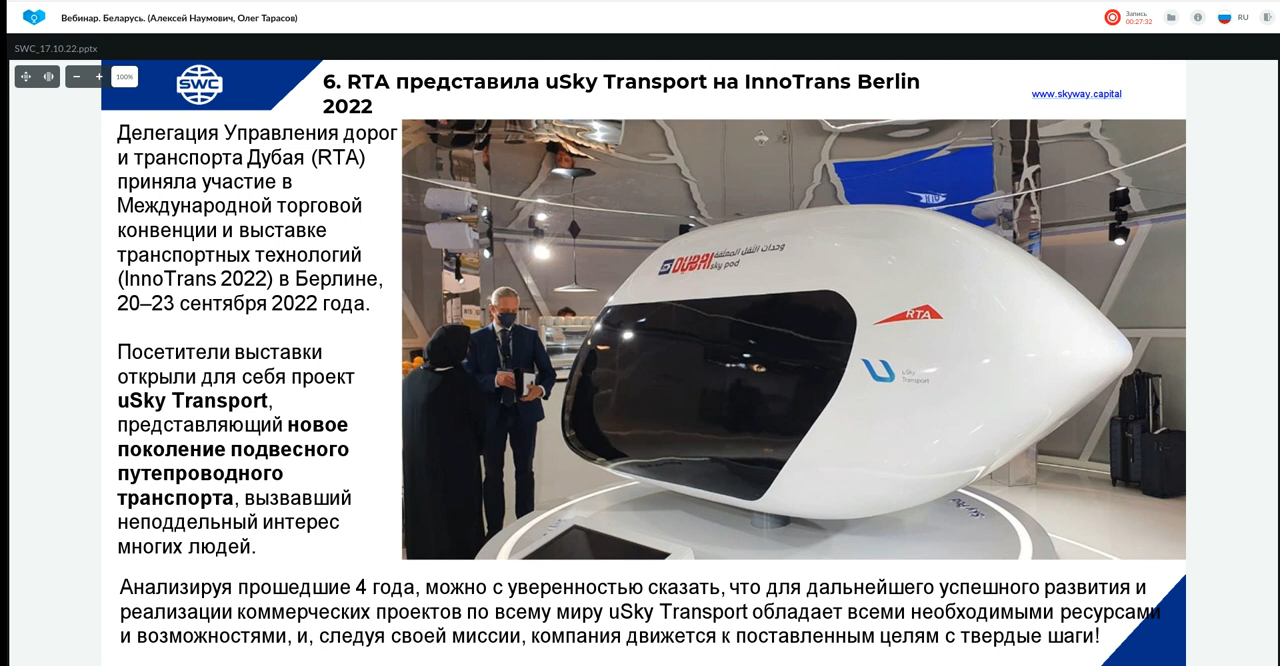 Вебинар. Беларусь. (Алексей Наумович, Олег Тарасов)
Запись
00:27:32
RU
SWC_17.10.22.pptx
100%
SWC
6. RTA представила uSky Transport на InnoTrans Berlin
2022
www.skyway.capital
Делегация Управления дорог
и транспорта Дубая (RTA)
приняла участие в
Международной торговой
конвенции и выставке
транспортных технологий
(InnoTrans 2022) в Берлине,
20–23 сентября 2022 года.
Посетители выставки
открыли для себя проект
uSky Transport,
представляющий новое
поколение подвесного
путепроводного
транспорта, вызвавший
неподдельный интерес
многих людей.
وحدات النقل المعلقة
DUBAI
sky pod
RTA
uSky
Transport
Анализируя прошедшие 4 года, можно с уверенностью сказать, что для дальнейшего успешного развития и
реализации коммерческих проектов по всему миру uSky Transport обладает всеми необходимыми ресурсами
и возможностями, и, следуя своей миссии, компания движется к поставленным целям с твердые шаги!